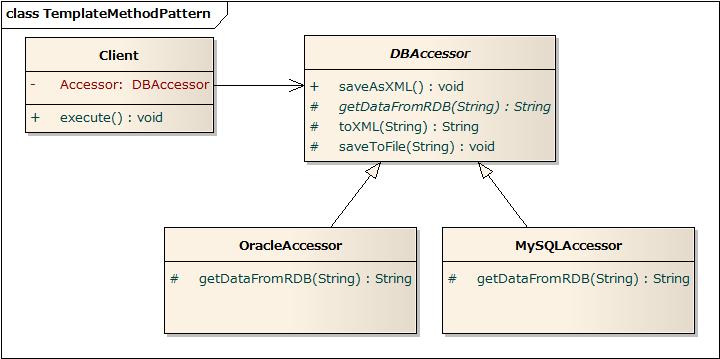 class TemplateMethodPattern
Client
- Accessor: DBAccessor
+ execute() : void
DBAccessor
+ saveAsXML() : void
# getDataFromRDB(String) : String
# toXML(String) : String
# saveToFile(String) : void
OracleAccessor
# getDataFromRDB(String) : String
MySQLAccessor
# getDataFromRDB(String) : String